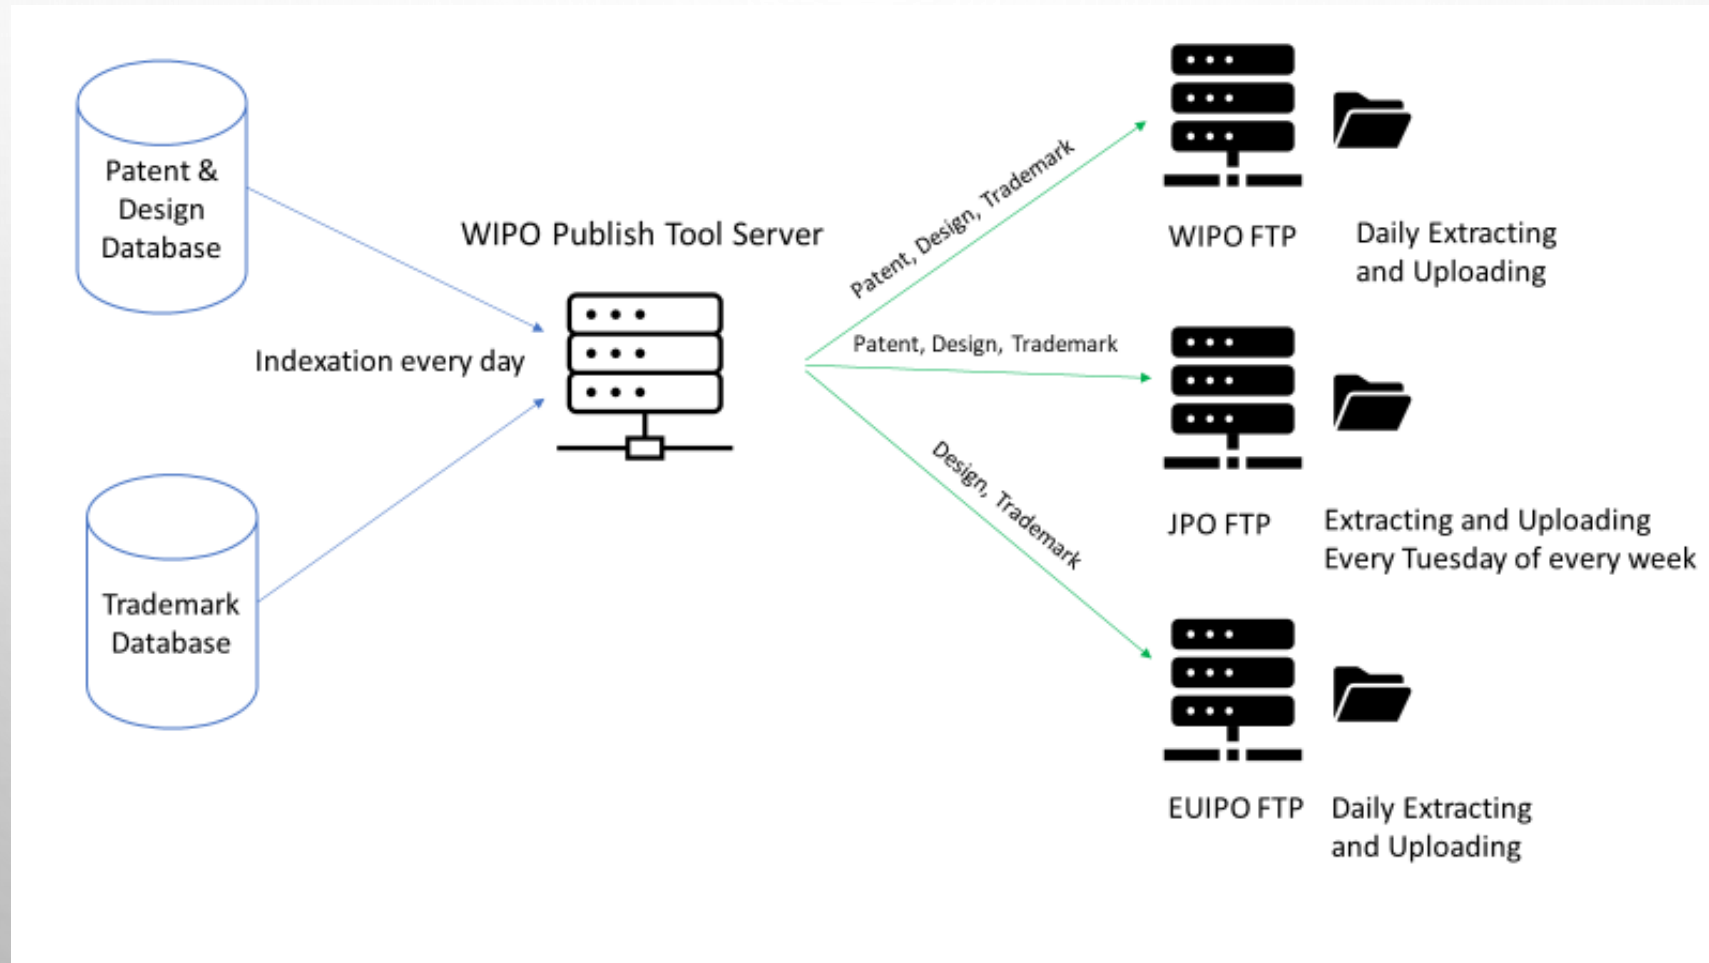 Patent &
Design
Database
Indexation every day
Trademark
Database
WIPO Publish Tool Server
Patent, Design, Trademark
Patent, Design, Trademark
Design, Trademark
WIPO FTP
Daily Extracting
and Uploading
JPO FTP
Extracting and Uploading
Every Tuesday of every week
EUIPO FTP
Daily Extracting
and Uploading